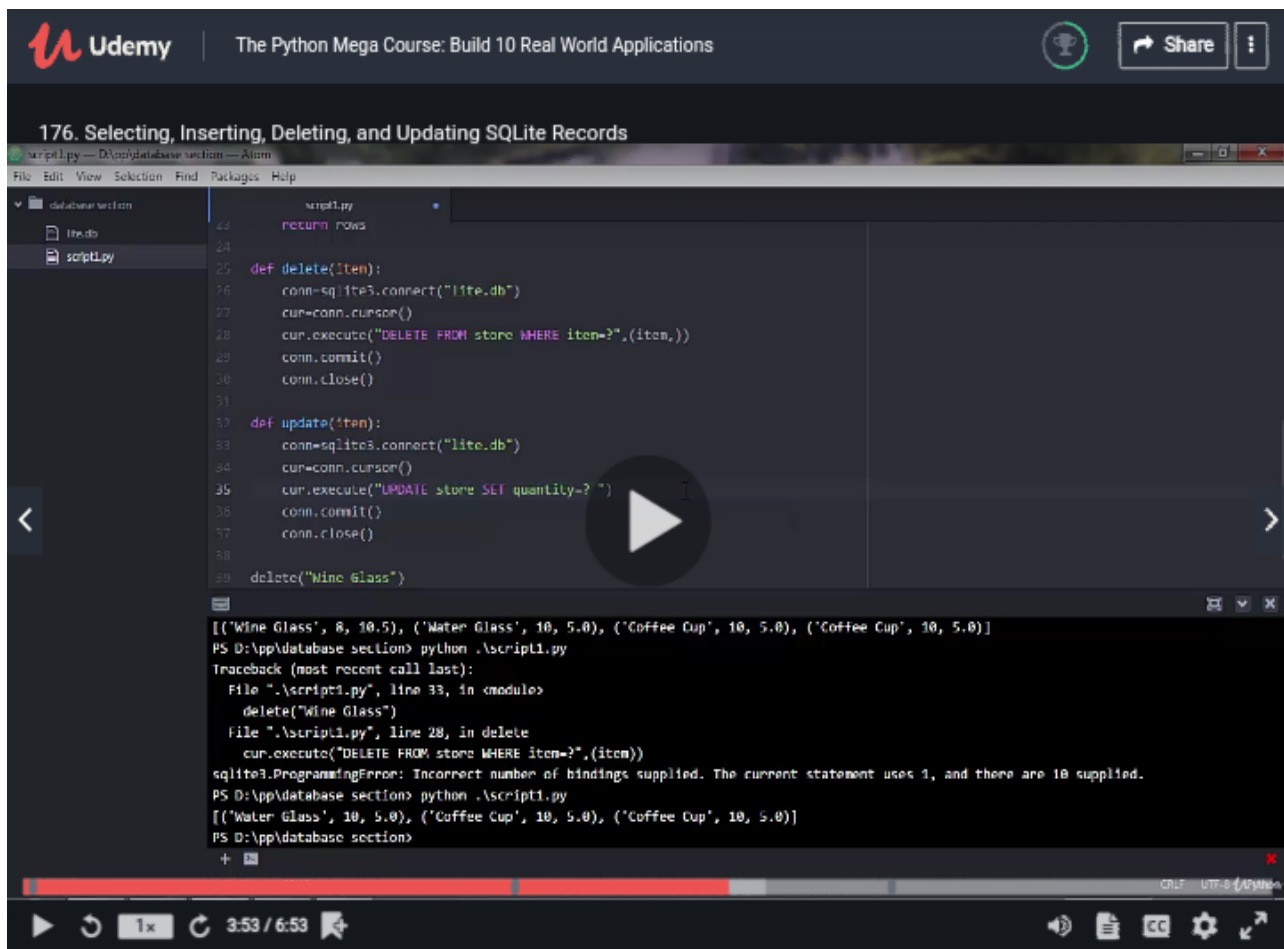 Udemy
The Python Mega Course: Build 10 Real World Applications
Share
176. Selecting, Inserting, Deleting, and Updating SQLite Records
script1.py — D:\pp\database section — Atom
File Edit View Selection Find Packages Help
database section
lite.db
script1.py
script1.py
23 return rows
24
25 def delete(item):
26 conn=sqlite3.connect("lite.db")
27 cur=conn.cursor()
28 cur.execute("DELETE FROM store WHERE item=?",(item,))
29 conn.commit()
30 conn.close()
31
32 def update(item):
33 conn=sqlite3.connect("lite.db")
34 cur=conn.cursor()
35 cur.execute("UPDATE store SET quantity=? ")
36 conn.commit()
37 conn.close()
38
39 delete("Wine Glass")
[('Wine Glass', 8, 10.5), ('Water Glass', 10, 5.0), ('Coffee Cup', 10, 5.0), ('Coffee Cup', 10, 5.0)]
PS D:\pp\database section> python .\script1.py
Traceback (most recent call last):
File ".\script1.py", line 33, in <module>
delete("Wine Glass")
File ".\script1.py", line 28, in delete
cur.execute("DELETE FROM store WHERE item=?",(item))
sqlite3.ProgrammingError: Incorrect number of bindings supplied. The current statement uses 1, and there are 10 supplied.
PS D:\pp\database section> python .\script1.py
[('Water Glass', 10, 5.0), ('Coffee Cup', 10, 5.0), ('Coffee Cup', 10, 5.0)]
PS D:\pp\database section>
CRLF UTF-8 Python
1x 3:53 / 6:53 CC